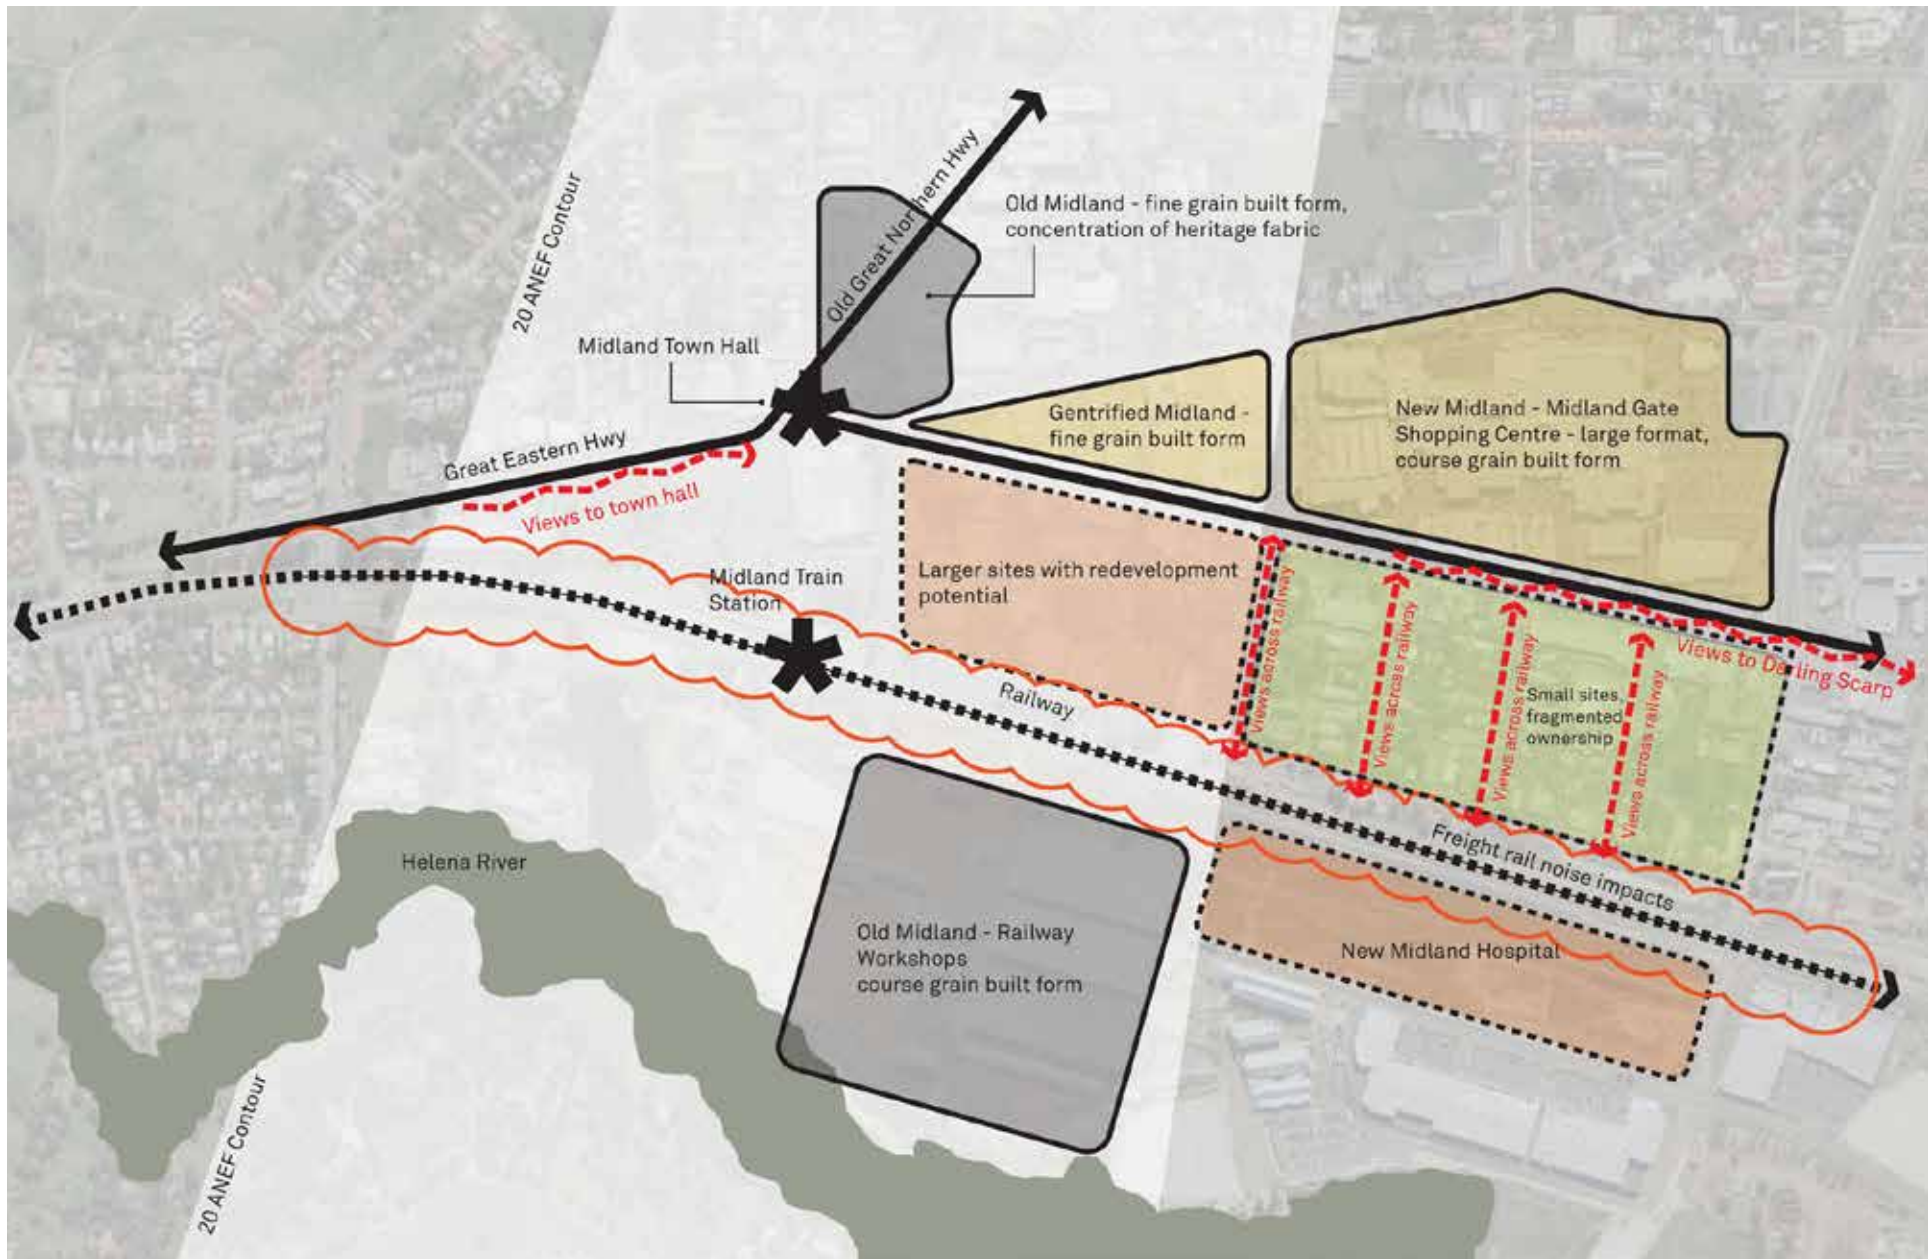 20 ANEF Contour
Old Great Northern Hwy
Old Midland - fine grain built form,
concentration of heritage fabric
Midland Town Hall
Gentrified Midland -
fine grain built form
New Midland - Midland Gate
Shopping Centre - large format,
course grain built form
Great Eastern Hwy
Views to town hall
Midland Train
Station
Larger sites with redevelopment
potential
Railway
Views across railway
Views across railway
Views across railway
Views across railway
Small sites,
fragmented
ownership
Views to Darling Scarp
Freight rail noise impacts
Helena River
Old Midland - Railway
Workshops
course grain built form
New Midland Hospital
20 ANEF Contour